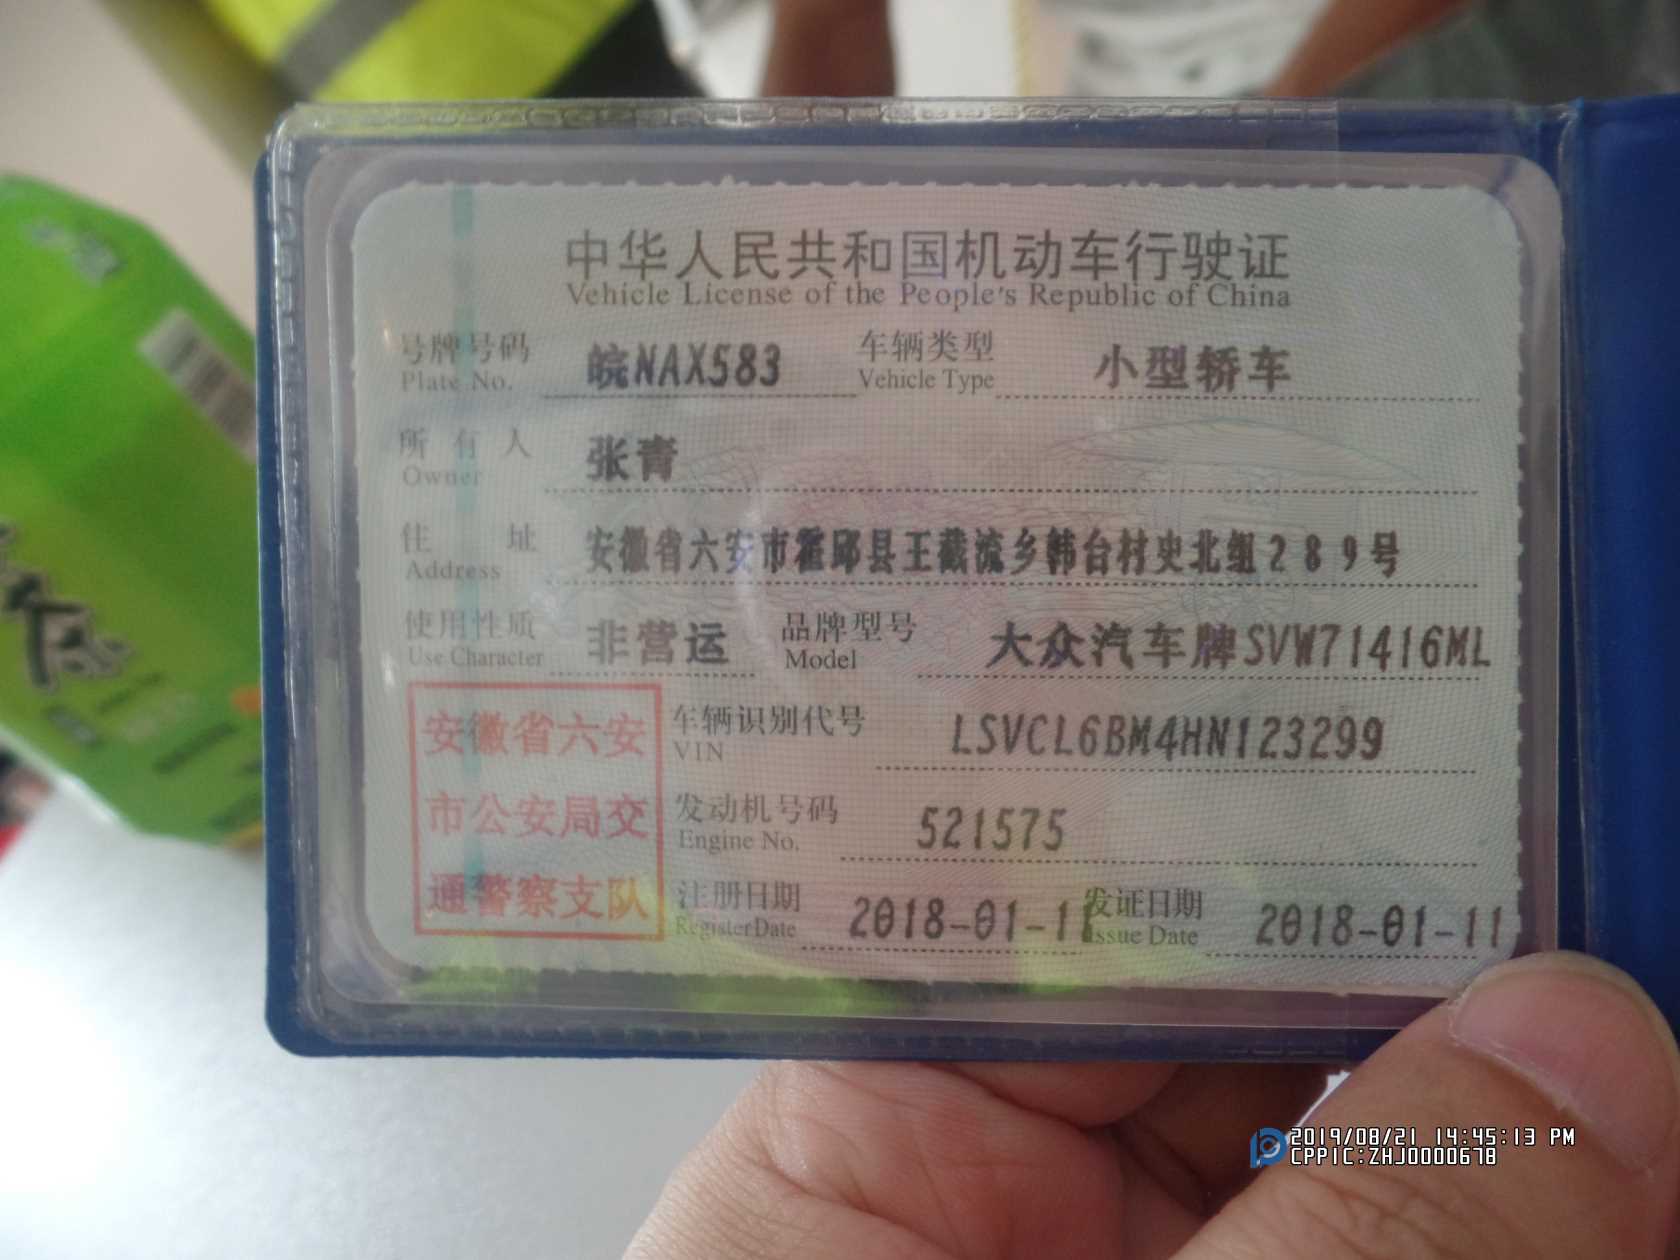 中华人民共和国机动车行驶证
Vehicle License of the People's Republic of China
号牌号码 皖NAX583 车辆类型 小型轿车
Plate No. Vehicle Type
所有人 张青
Owner
住址 安徽省六安市霍邱县王截流乡韩台村史北组289号
Address
使用性质 非营运 品牌型号 大众汽车牌SVW71416ML
Use Character Model
安徽省六安
市公安局交
通警察支队
车辆识别代号 LSVCL6BM4HN123299
VIN
发动机号码 521575
Engine No.
注册日期 2018-01-11 发证日期 2018-01-11
Register Date Issue Date
2019/08/21 14:45:13 PM
CPPIC:ZHJ0000678